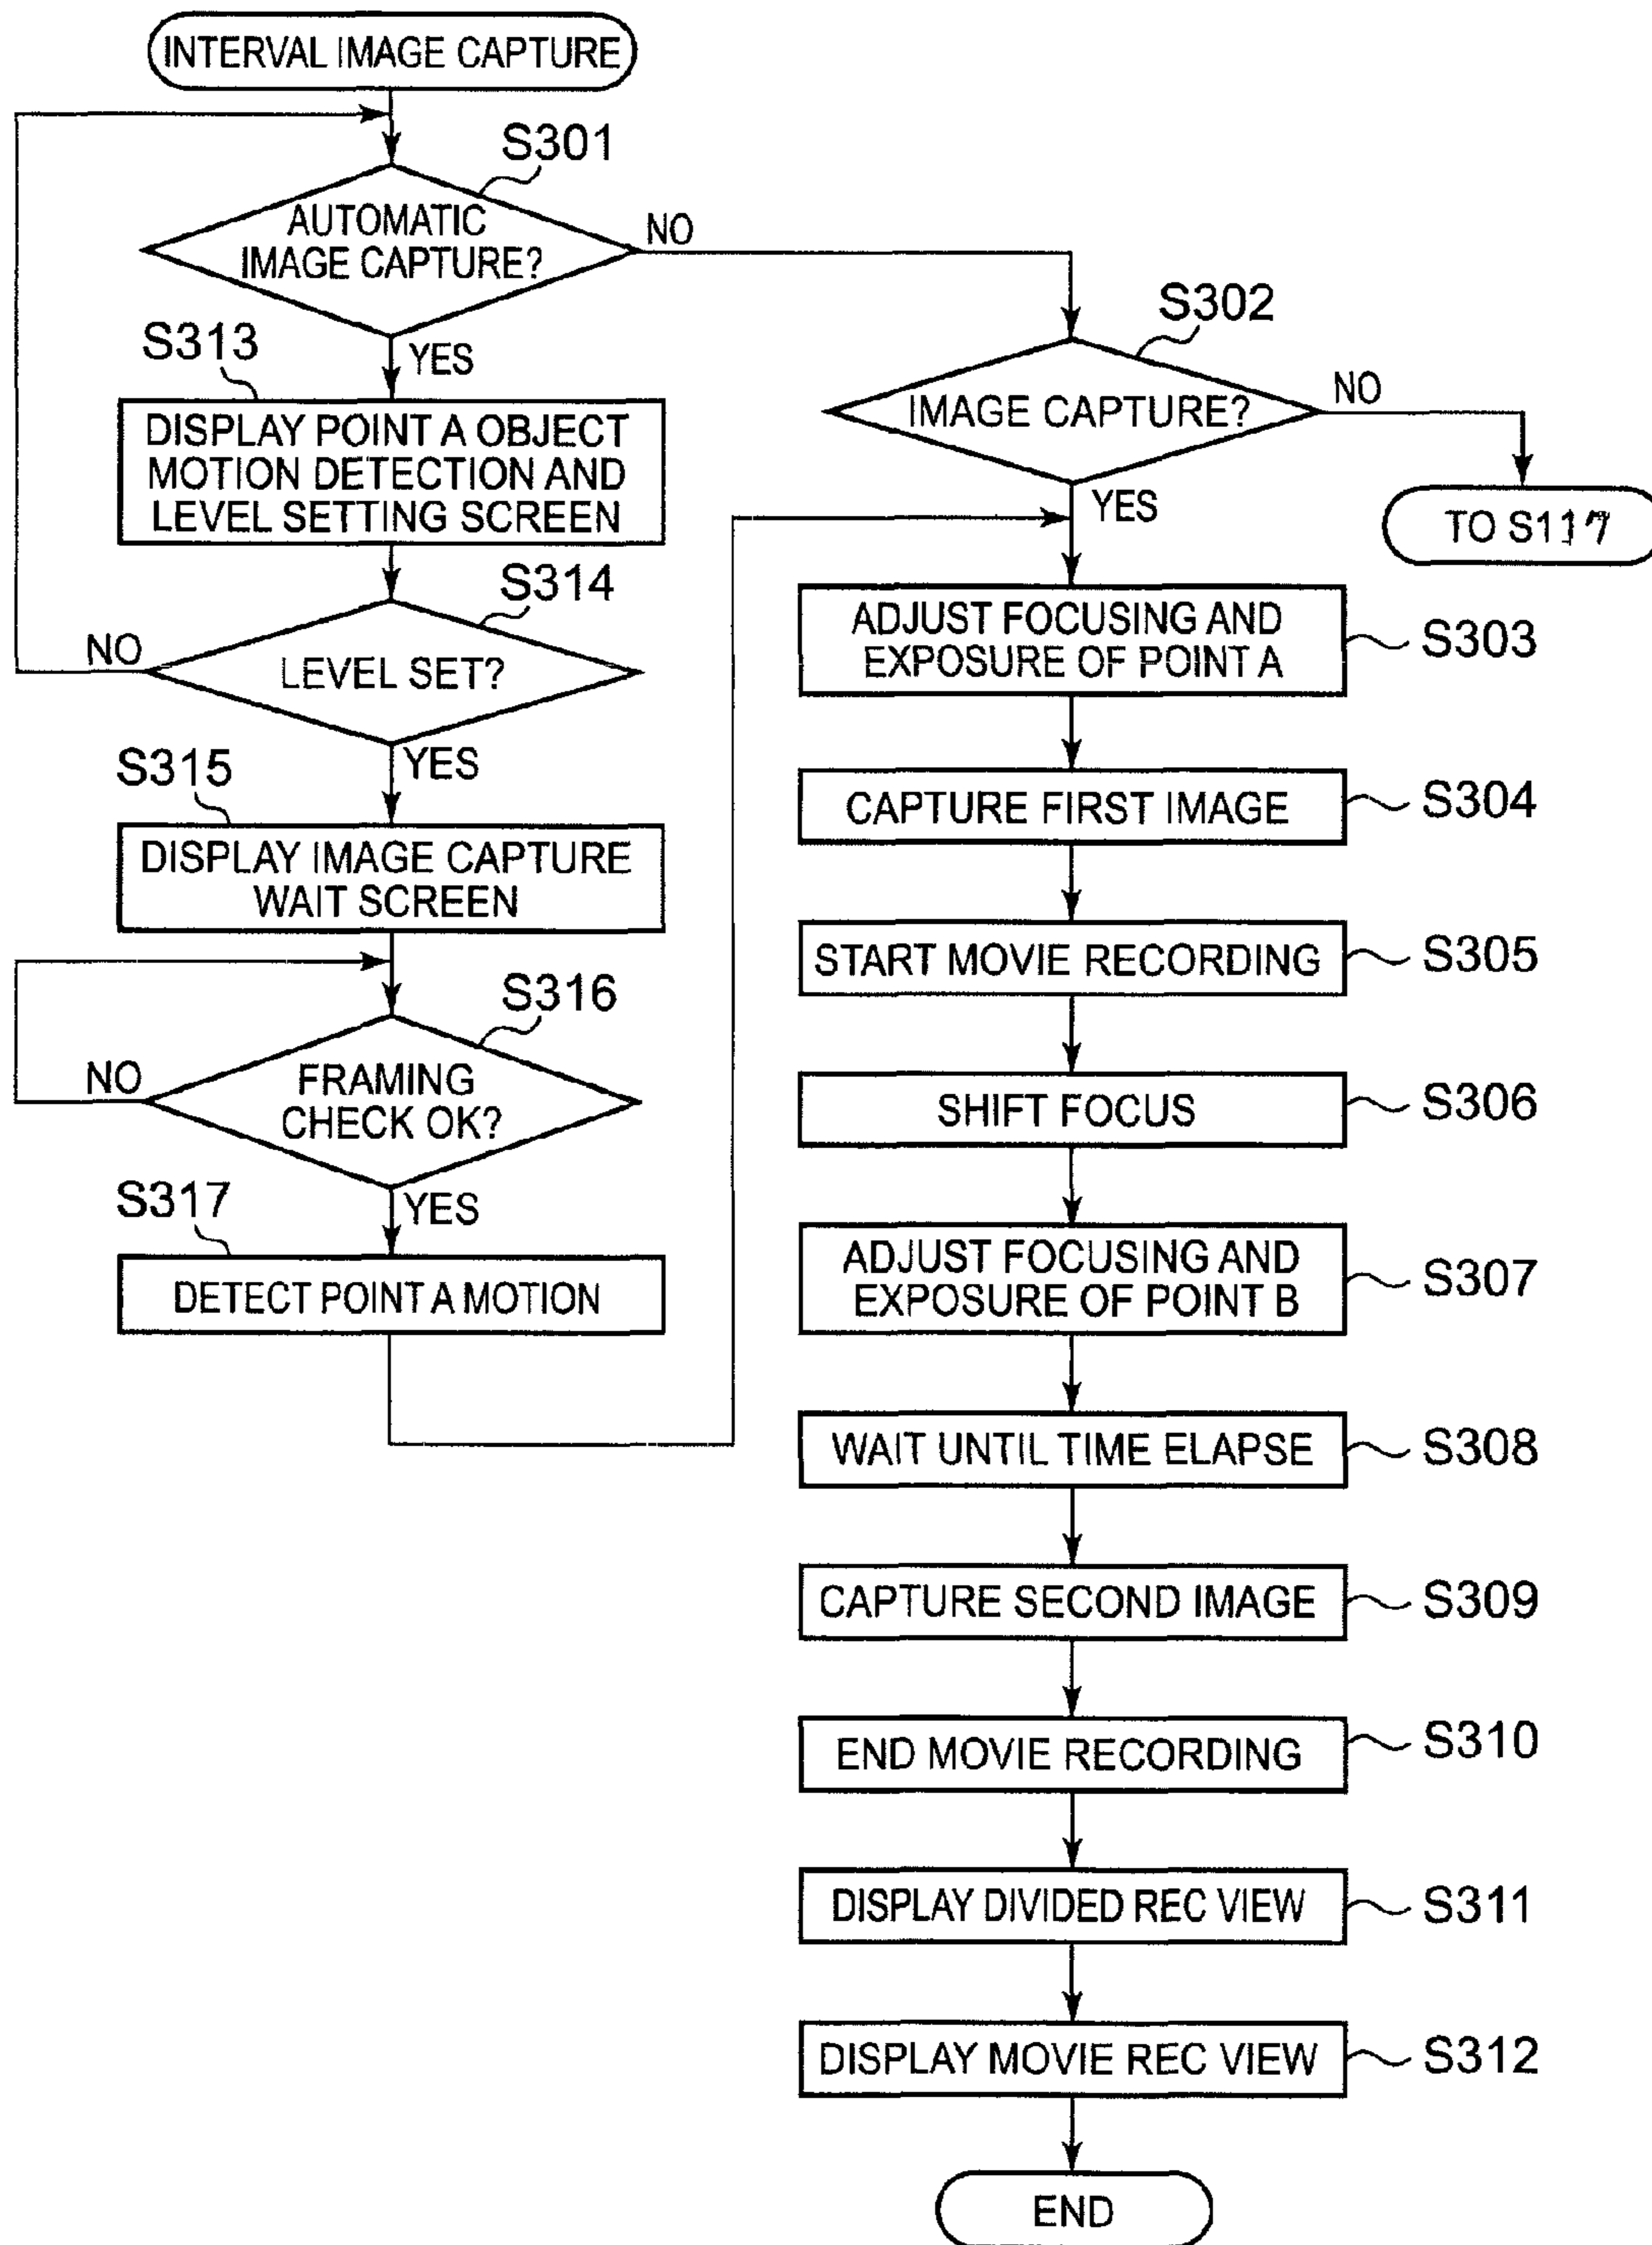 INTERVAL IMAGE CAPTURE
S301
AUTOMATIC
IMAGE CAPTURE?
NO
YES
S313
DISPLAY POINT A OBJECT
MOTION DETECTION AND
LEVEL SETTING SCREEN
S314
NO
LEVEL SET?
YES
S315
DISPLAY IMAGE CAPTURE
WAIT SCREEN
S316
NO
FRAMING
CHECK OK?
YES
S317
DETECT POINT A MOTION
S302
IMAGE CAPTURE?
NO
TO S117
YES
ADJUST FOCUSING AND
EXPOSURE OF POINT A
S303
CAPTURE FIRST IMAGE
S304
START MOVIE RECORDING
S305
SHIFT FOCUS
S306
ADJUST FOCUSING AND
EXPOSURE OF POINT B
S307
WAIT UNTIL TIME ELAPSE
S308
CAPTURE SECOND IMAGE
S309
END MOVIE RECORDING
S310
DISPLAY DIVIDED REC VIEW
S311
DISPLAY MOVIE REC VIEW
S312
END